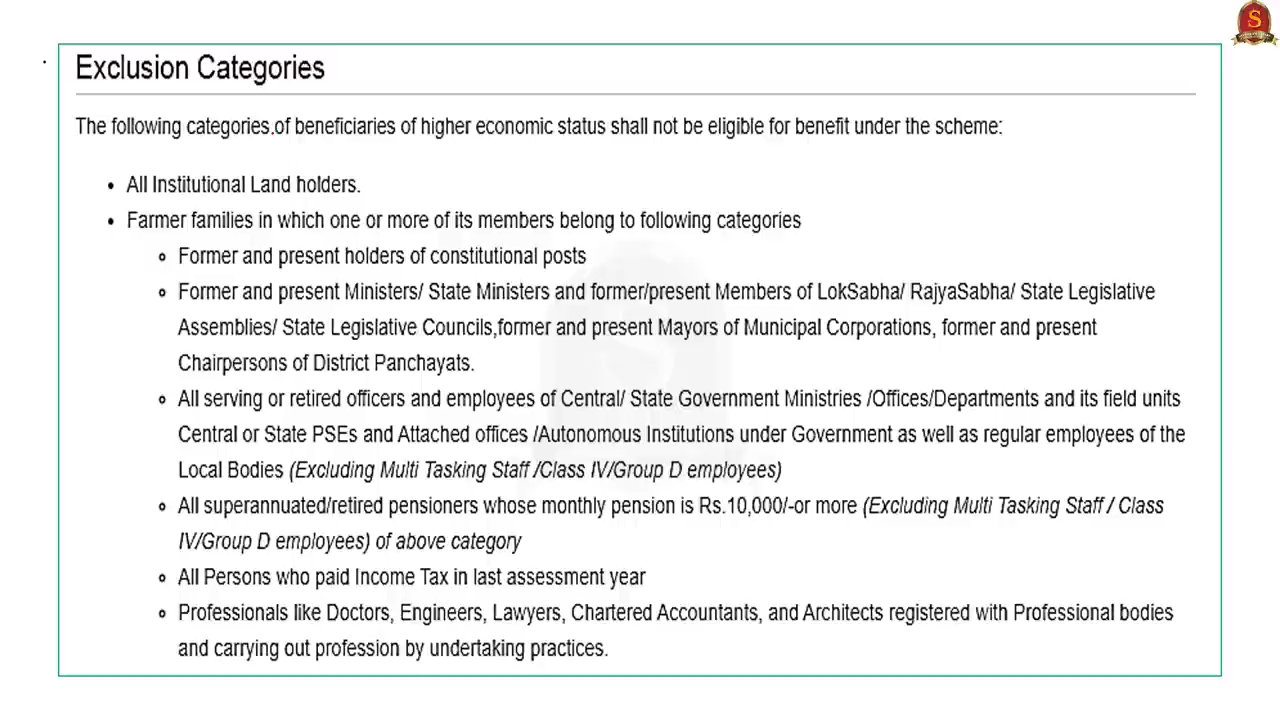 Exclusion Categories
The following categories.of beneficiaries of higher economic status shall not be eligible for benefit under the scheme:
• All Institutional Land holders.
• Farmer families in which one or more of its members belong to following categories
Former and present holders of constitutional posts
Former and present Ministers/ State Ministers and former/present Members of LokSabha/ RajyaSabha/ State Legislative
Assemblies/ State Legislative Councils,former and present Mayors of Municipal Corporations, former and present
Chairpersons of District Panchayats.
All serving or retired officers and employees of Central/ State Government Ministries /Offices/Departments and its field units
Central or State PSEs and Attached offices /Autonomous Institutions under Government as well as regular employees of the
Local Bodies (Excluding Multi Tasking Staff /Class IV/Group D employees)
All superannuated/retired pensioners whose monthly pension is Rs.10,000/-or more (Excluding Multi Tasking Staff / Class
IV/Group D employees) of above category
All Persons who paid Income Tax in last assessment year
Professionals like Doctors, Engineers, Lawyers, Chartered Accountants, and Architects registered with Professional bodies
and carrying out profession by undertaking practices.